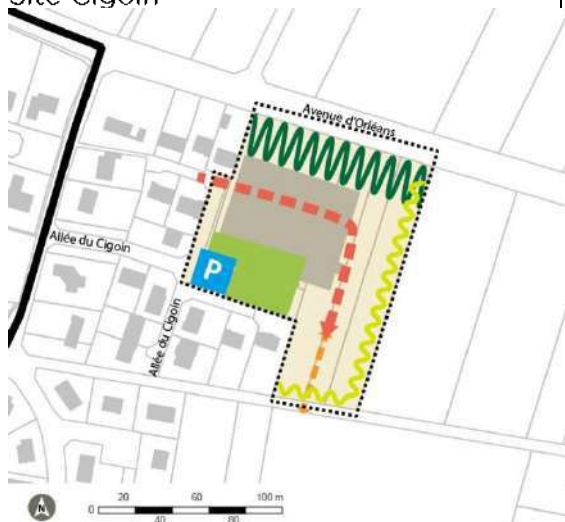 Site Cigoin
Avenue d'Orléans
Allée du Cigoin
P
Allée du Cigoin
N
0 20 40 60 80 100 m